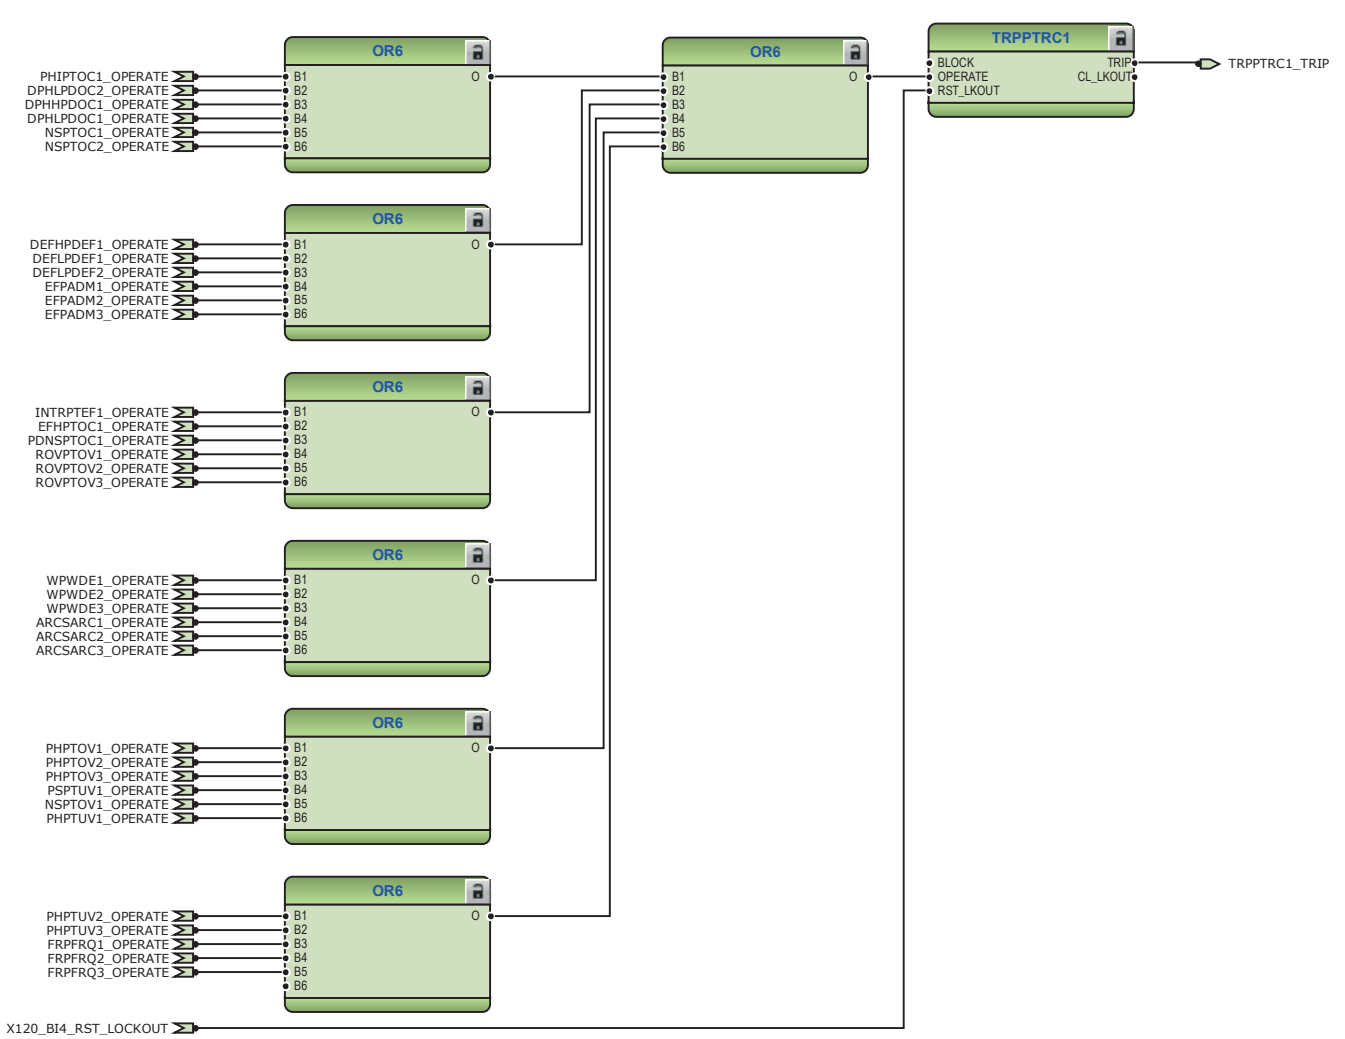 OR6
PHIPTOC1_OPERATE B1 O
DPHLPDOC2_OPERATE B2
DPHHPDOC1_OPERATE B3
DPHLPDOC1_OPERATE B4
NSPTOC1_OPERATE B5
NSPTOC2_OPERATE B6
OR6
B1 O
B2
B3
B4
B5
B6
TRPPTRC1
BLOCK TRIP
OPERATE CL_LKOUT
RST_LKOUT
TRPPTRC1_TRIP
OR6
DEFHPDEF1_OPERATE B1 O
DEFLPDEF1_OPERATE B2
DEFLPDEF2_OPERATE B3
EFPADM1_OPERATE B4
EFPADM2_OPERATE B5
EFPADM3_OPERATE B6
OR6
INTRPTEF1_OPERATE B1 O
EFHPTOC1_OPERATE B2
PDNSPTOC1_OPERATE B3
ROVPTOV1_OPERATE B4
ROVPTOV2_OPERATE B5
ROVPTOV3_OPERATE B6
OR6
WPWDE1_OPERATE B1 O
WPWDE2_OPERATE B2
WPWDE3_OPERATE B3
ARCSARC1_OPERATE B4
ARCSARC2_OPERATE B5
ARCSARC3_OPERATE B6
OR6
PHPTOV1_OPERATE B1 O
PHPTOV2_OPERATE B2
PHPTOV3_OPERATE B3
PSPTUV1_OPERATE B4
NSPTOV1_OPERATE B5
PHPTUV1_OPERATE B6
OR6
PHPTUV2_OPERATE B1 O
PHPTUV3_OPERATE B2
FRPFRQ1_OPERATE B3
FRPFRQ2_OPERATE B4
FRPFRQ3_OPERATE B5
B6
X120_BI4_RST_LOCKOUT